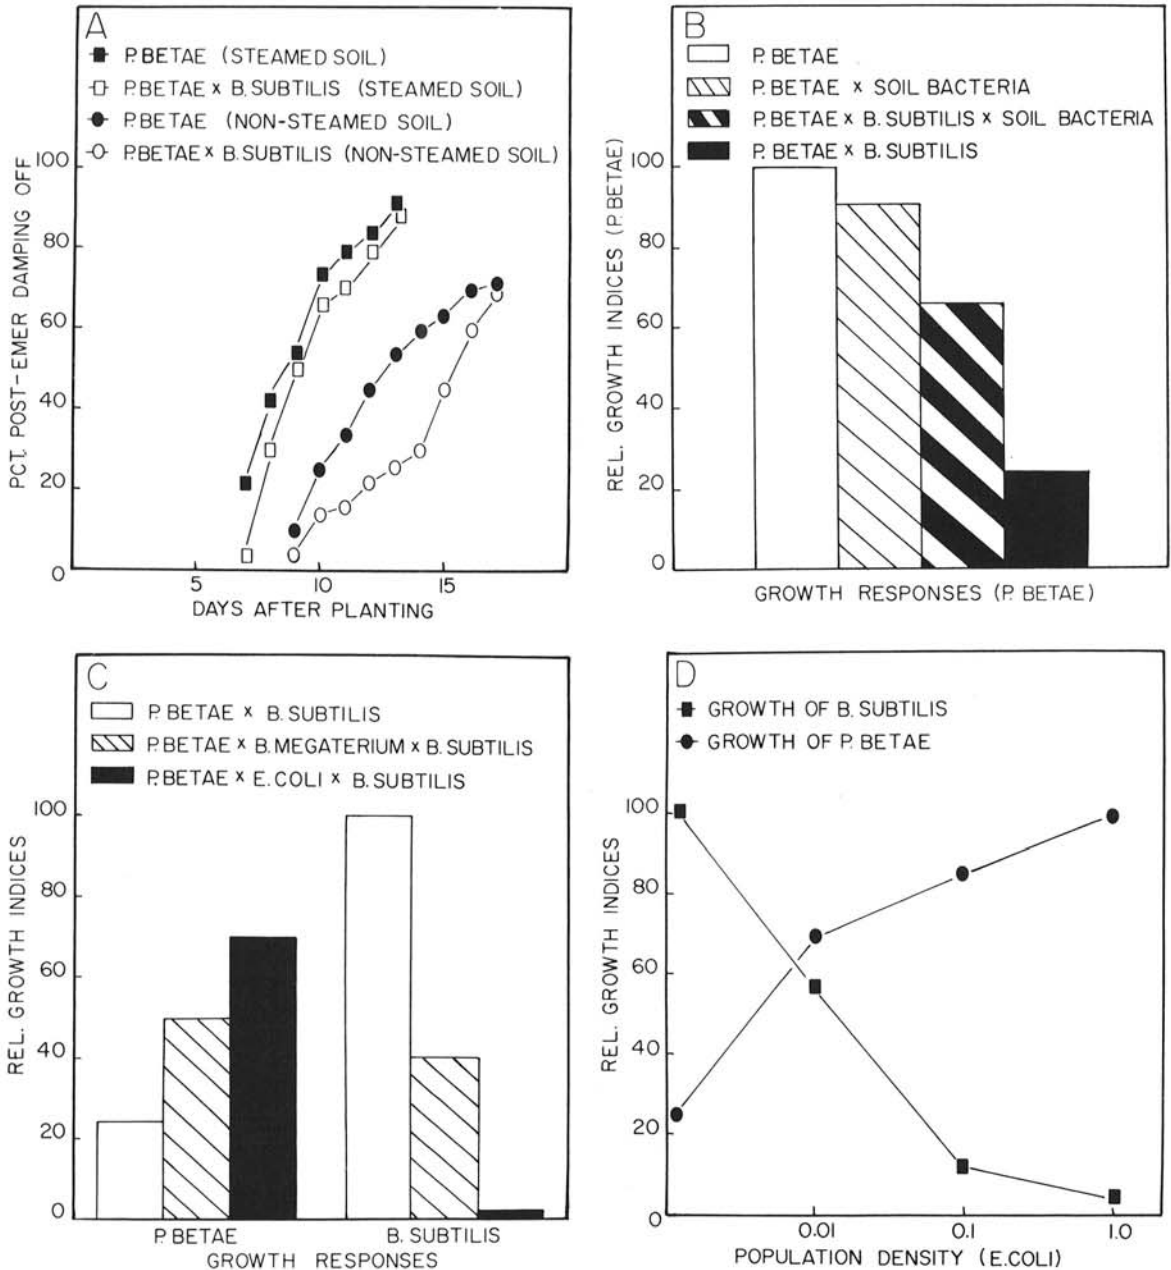 A
P. BETAE (STEAMED SOIL)
P. BETAE x B. SUBTILIS (STEAMED SOIL)
P. BETAE (NON-STEAMED SOIL)
P. BETAE x B. SUBTILIS (NON-STEAMED SOIL)
PCT. POST-EMER DAMPING OFF
100
80
60
40
20
0
5 10 15
DAYS AFTER PLANTING
B
P. BETAE
P. BETAE x SOIL BACTERIA
P. BETAE x B. SUBTILIS x SOIL BACTERIA
P. BETAE x B. SUBTILIS
REL. GROWTH INDICES (P. BETAE)
100
80
60
40
20
0
GROWTH RESPONSES (P. BETAE)
C
P. BETAE x B. SUBTILIS
P. BETAE x B. MEGATERIUM x B. SUBTILIS
P. BETAE x E. COLI x B. SUBTILIS
REL. GROWTH INDICES
100
80
60
40
20
0
P. BETAE B. SUBTILIS
GROWTH RESPONSES
D
GROWTH OF B. SUBTILIS
GROWTH OF P. BETAE
REL. GROWTH INDICES
100
80
60
40
20
0
0.01 0.1 1.0
POPULATION DENSITY (E. COLI)